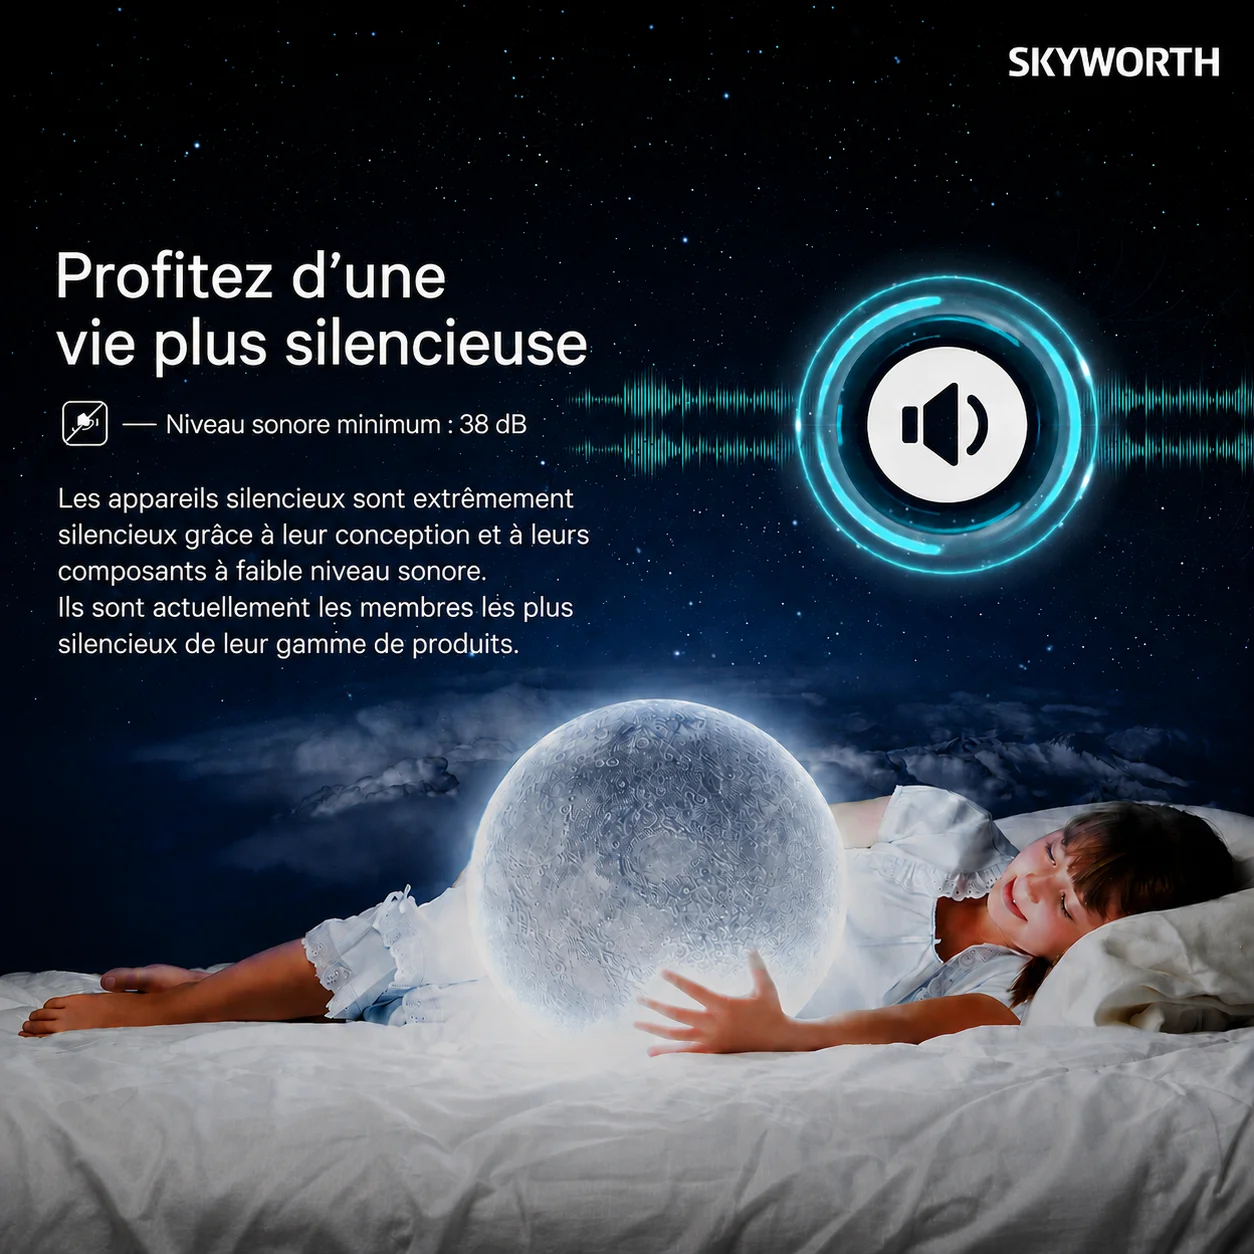 SKYWORTH
Profitez d’une
vie plus silencieuse
Niveau sonore minimum : 38 dB
Les appareils silencieux sont extrêmement
silencieux grâce à leur conception et à leurs
composants à faible niveau sonore.
Ils sont actuellement les membres les plus
silencieux de leur gamme de produits.